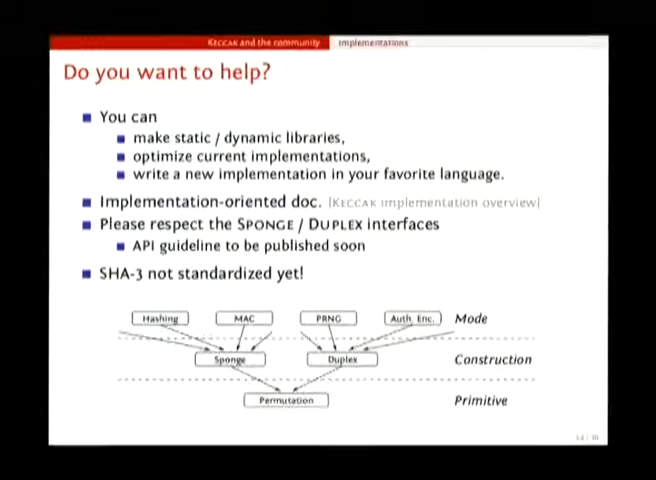 KECCAK and the community Implementations
Do you want to help?
You can
make static / dynamic libraries,
optimize current implementations,
write a new implementation in your favorite language.
Implementation-oriented doc. [KECCAK implementation overview]
Please respect the SPONGE / DUPLEX interfaces
API guideline to be published soon
SHA-3 not standardized yet!
Hashing MAC PRNG Auth. Enc. Mode
Sponge Duplex Construction
Permutation Primitive